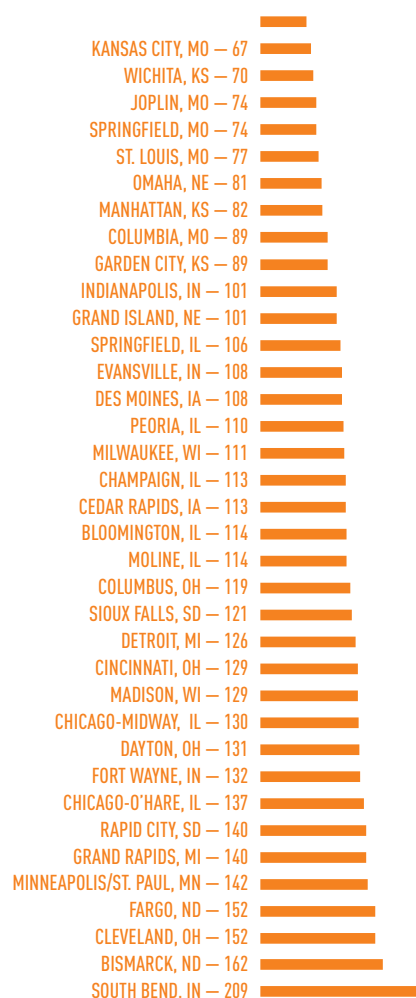 KANSAS CITY, MO — 67
WICHITA, KS — 70
JOPLIN, MO — 74
SPRINGFIELD, MO — 74
ST. LOUIS, MO — 77
OMAHA, NE — 81
MANHATTAN, KS — 82
COLUMBIA, MO — 89
GARDEN CITY, KS — 89
INDIANAPOLIS, IN — 101
GRAND ISLAND, NE — 101
SPRINGFIELD, IL — 106
EVANSVILLE, IN — 108
DES MOINES, IA — 108
PEORIA, IL — 110
MILWAUKEE, WI — 111
CHAMPAIGN, IL — 113
CEDAR RAPIDS, IA — 113
BLOOMINGTON, IL — 114
MOLINE, IL — 114
COLUMBUS, OH — 119
SIOUX FALLS, SD — 121
DETROIT, MI — 126
CINCINNATI, OH — 129
MADISON, WI — 129
CHICAGO-MIDWAY, IL — 130
DAYTON, OH — 131
FORT WAYNE, IN — 132
CHICAGO-O'HARE, IL — 137
RAPID CITY, SD — 140
GRAND RAPIDS, MI — 140
MINNEAPOLIS/ST. PAUL, MN — 142
FARGO, ND — 152
CLEVELAND, OH — 152
BISMARCK, ND — 162
SOUTH BEND, IN — 209